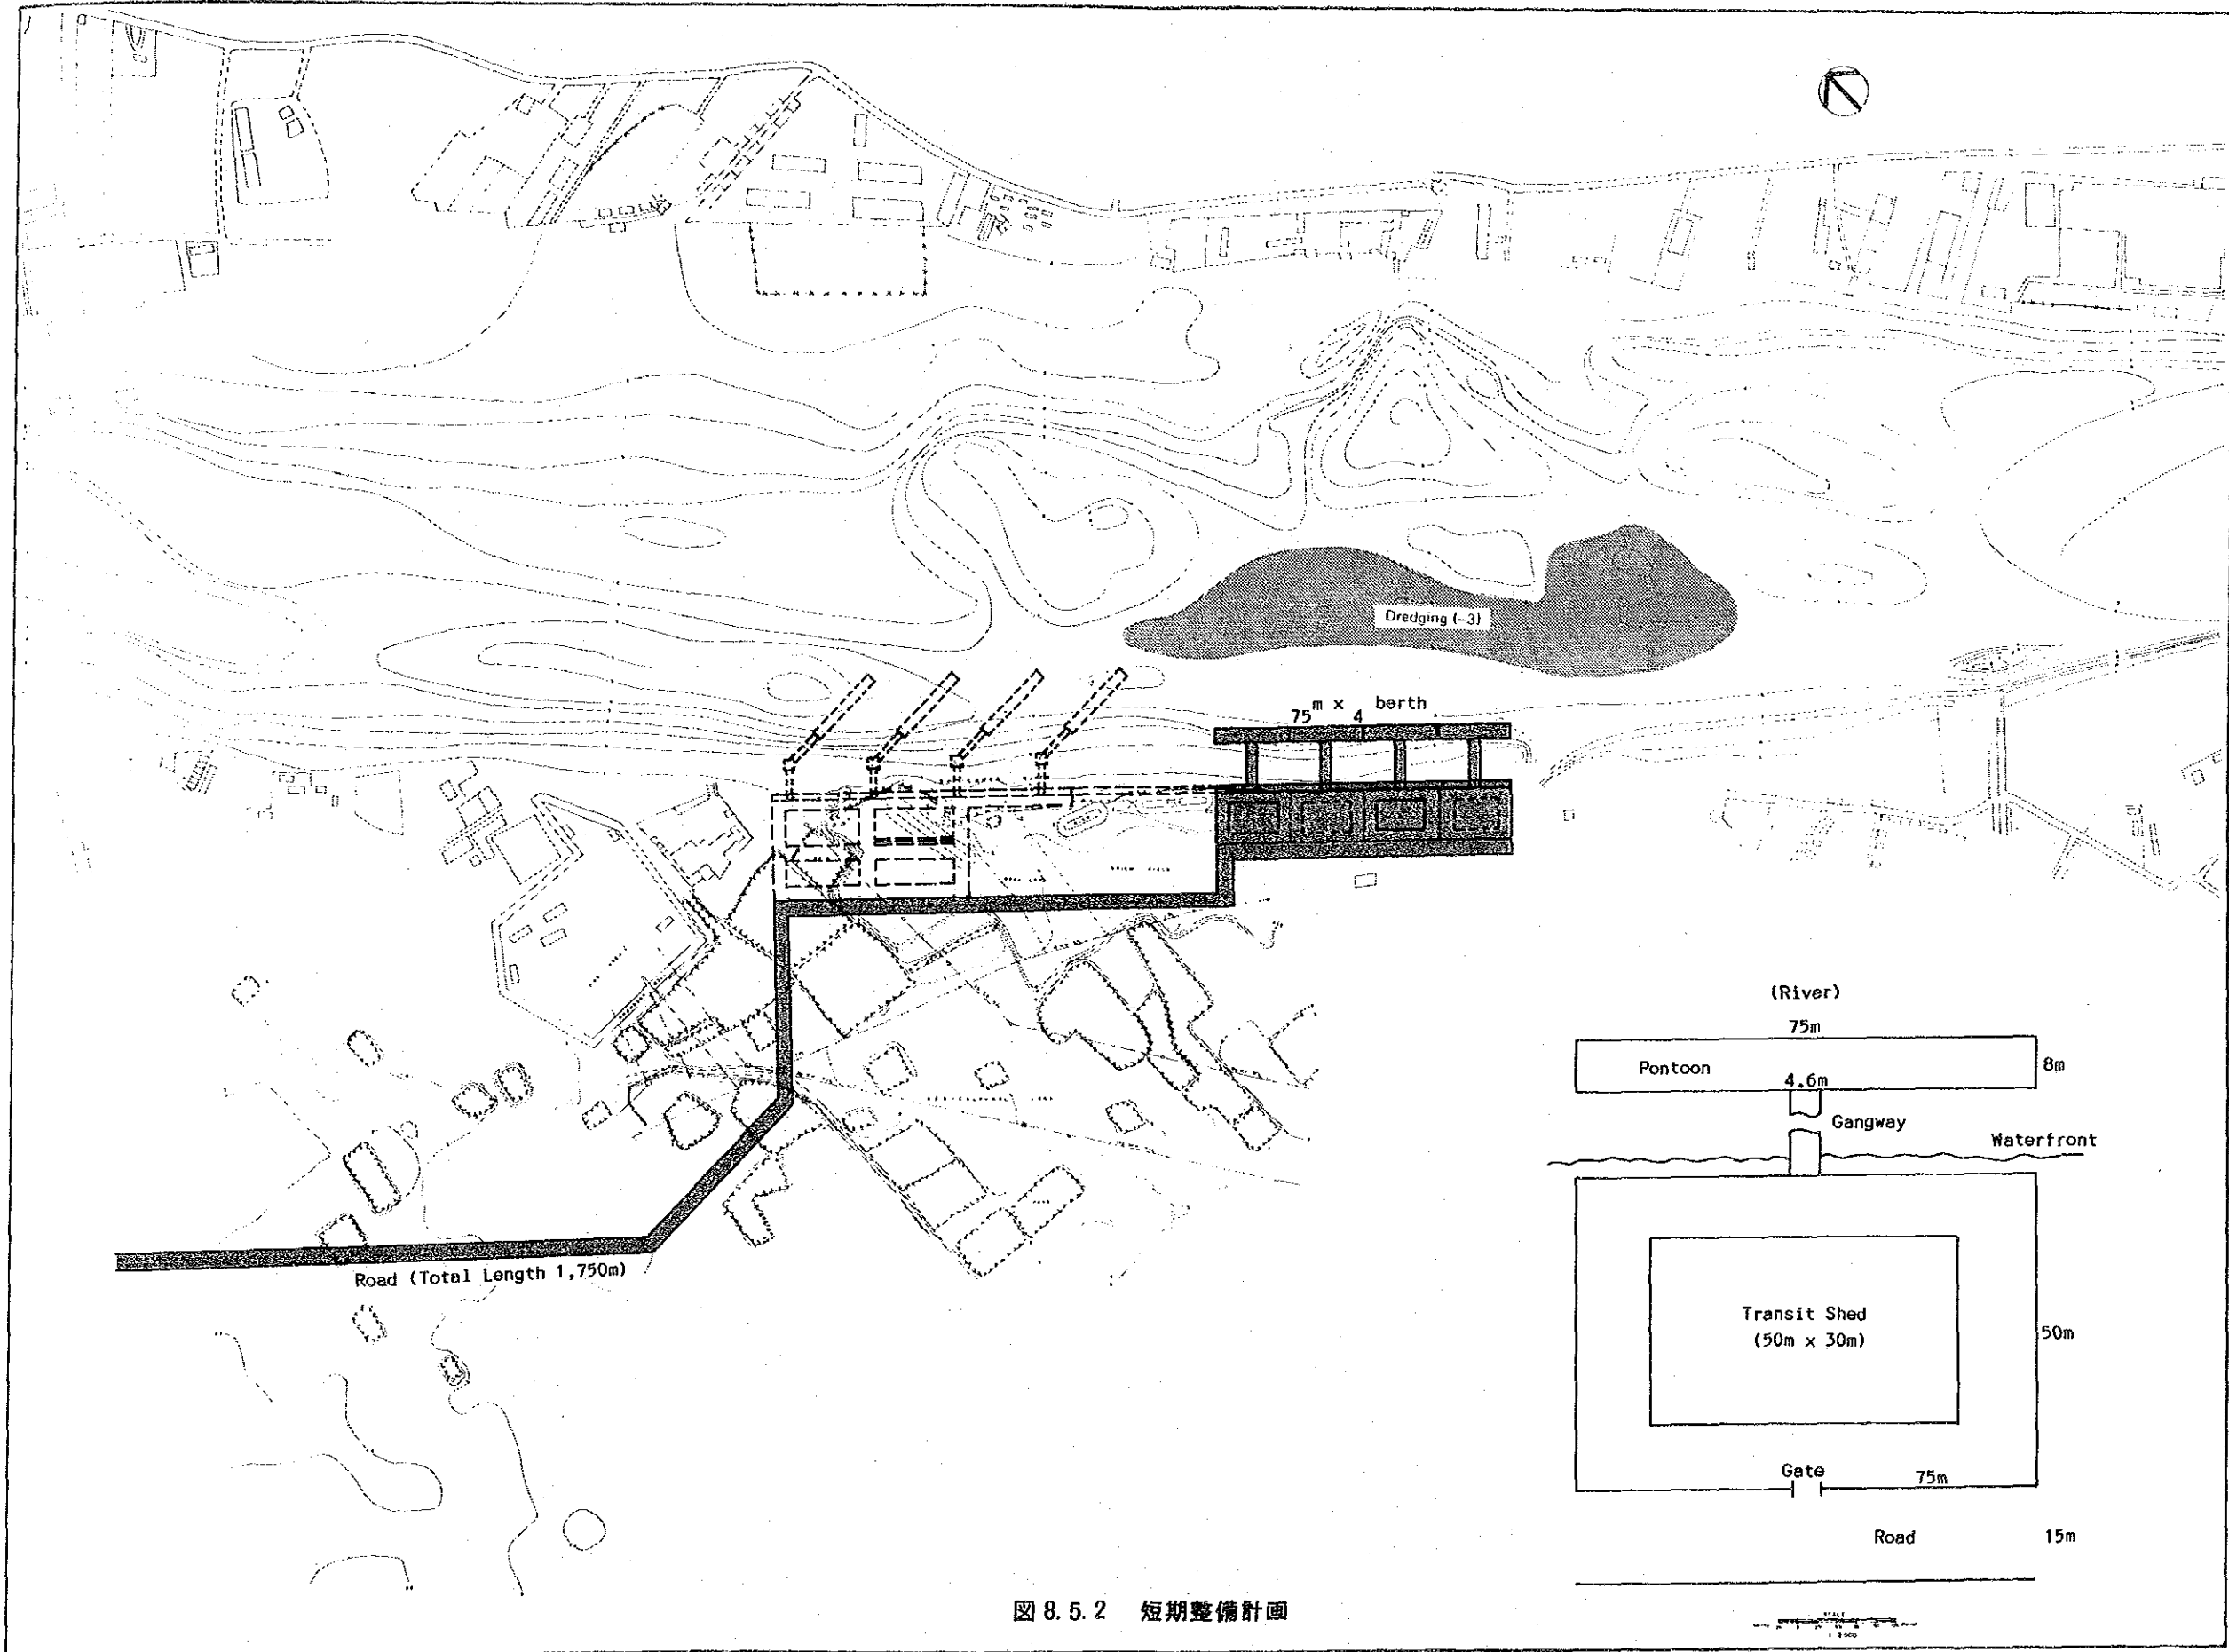 Dredging (-3)
75m x 4 berth
Road (Total Length 1,750m)
(River)
75m
Pontoon
8m
4.6m
Gangway
Waterfront
Transit Shed
(50m x 30m)
50m
Gate
75m
Road
15m
図 8.5.2 短期整備計画
SCALE